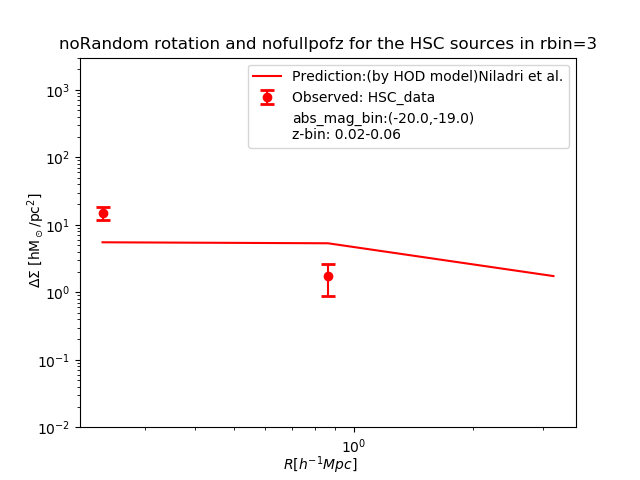 noRandom rotation and nofullpofz for the HSC sources in rbin=3
Prediction:(by HOD model)Niladri et al.
Observed: HSC_data
abs_mag_bin:(-20.0,-19.0)
z-bin: 0.02-0.06
ΔΣ [hM⊙/pc²]
10³
10²
10¹
10⁰
10⁻¹
10⁻²
10⁰
R[h⁻¹Mpc]